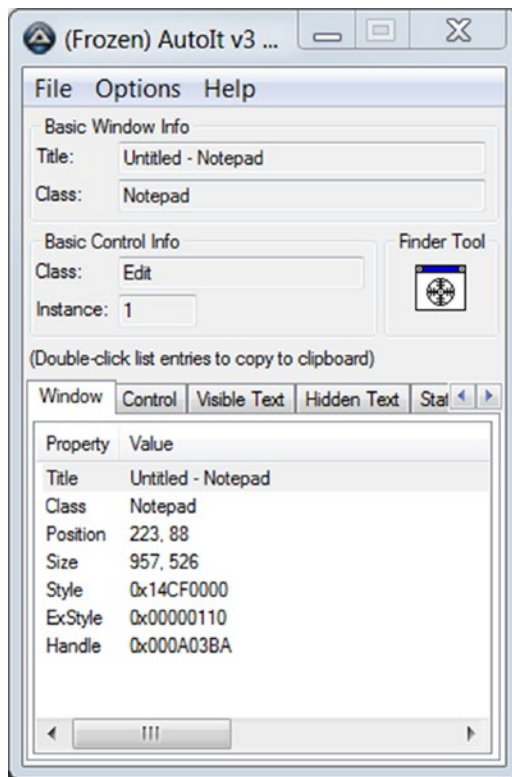 (Frozen) AutoIt v3 ...
File Options Help
Basic Window Info
Title: Untitled - Notepad
Class: Notepad
Basic Control Info
Class: Edit
Instance: 1
Finder Tool
(Double-click list entries to copy to clipboard)
Window Control Visible Text Hidden Text Stat
Property Value
Title Untitled - Notepad
Class Notepad
Position 223, 88
Size 957, 526
Style 0x14CF0000
ExStyle 0x00000110
Handle 0x000A03BA